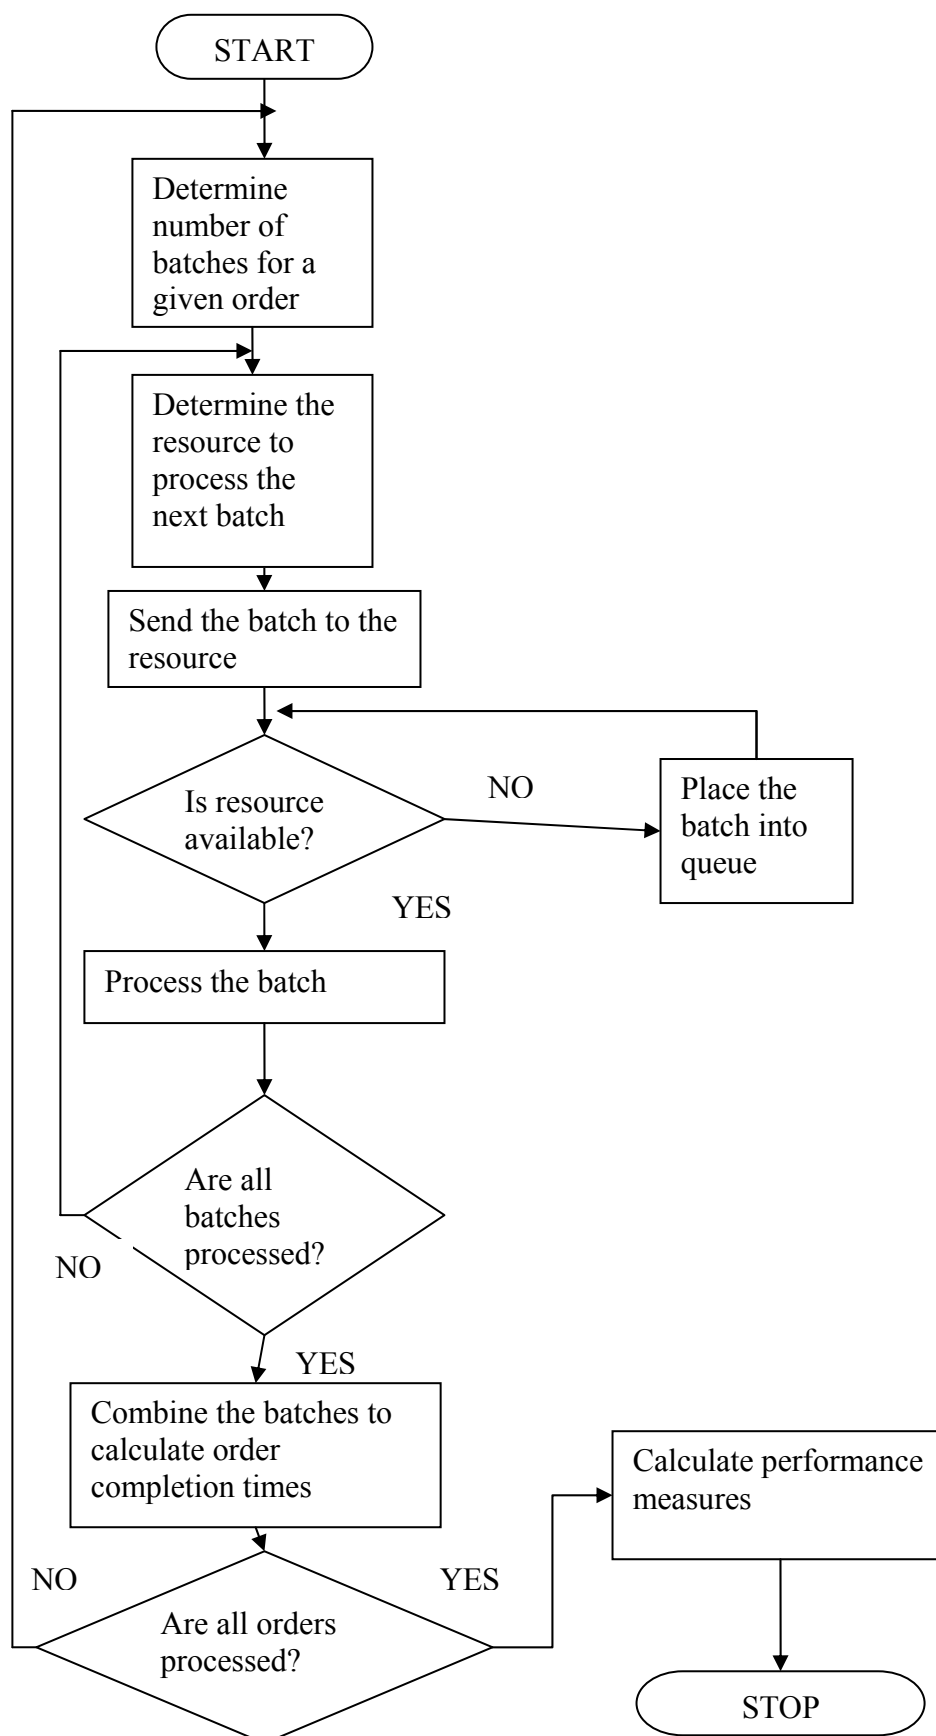 START
Determine
number of
batches for a
given order
Determine the
resource to
process the
next batch
Send the batch to the
resource
Is resource
available?
NO
Place the
batch into
queue
YES
Process the batch
Are all
batches
processed?
NO
YES
Combine the batches to
calculate order
completion times
Calculate performance
measures
NO
YES
Are all orders
processed?
STOP